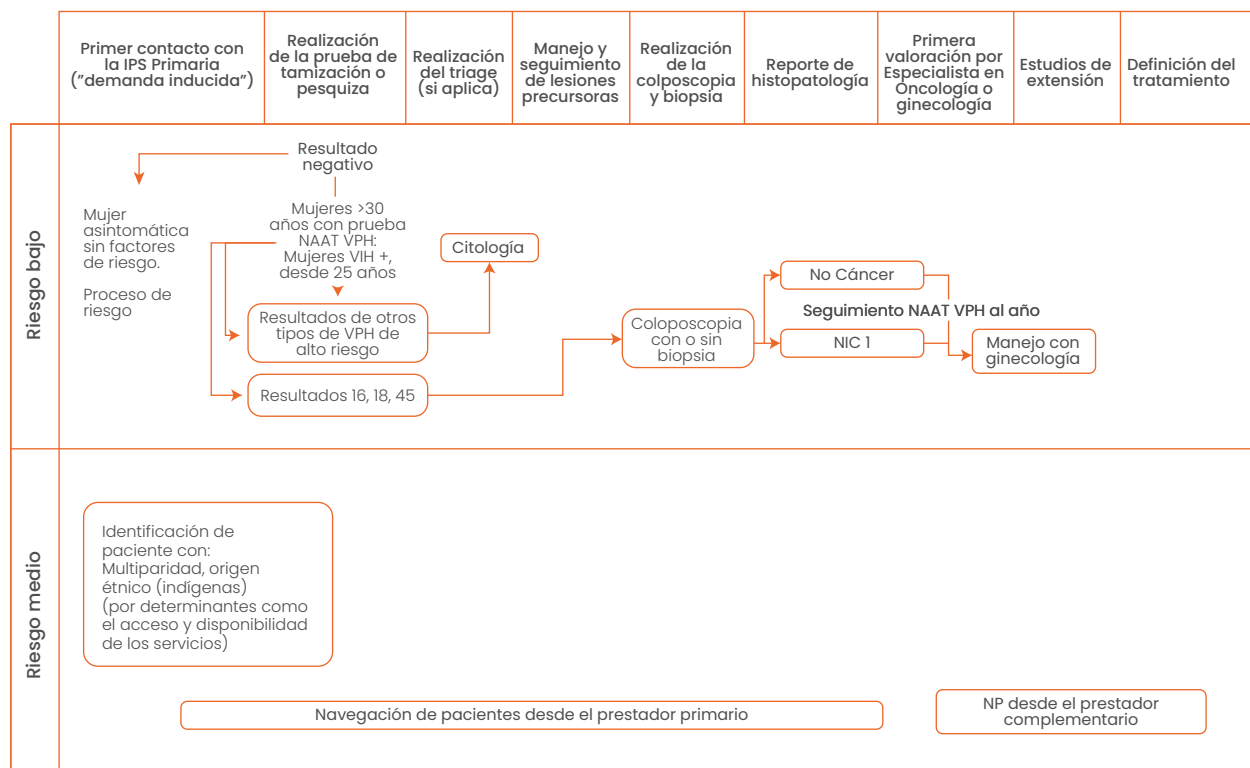 Primer contacto con
la IPS Primaria
("demanda inducida")
Realización
de la prueba de
tamización o
pesquiza
Realización
del triage
(si aplica)
Manejo y
seguimiento
de lesiones
precursoras
Realización
de la
colposcopia
y biopsia
Reporte de
histopatología
Primera
valoración por
Especialista en
Oncología o
ginecología
Estudios de
extensión
Definición del
tratamiento
Riesgo bajo
Resultado
negativo
Mujer
asintomática
sin factores
de riesgo.
Proceso de
riesgo
Mujeres >30
años con prueba
NAAT VPH:
Mujeres VIH +,
desde 25 años
Citología
Resultados de otros
tipos de VPH de
alto riesgo
Resultados 16, 18, 45
Coloposcopia
con o sin
biopsia
No Cáncer
Seguimiento NAAT VPH al año
NIC 1
Manejo con
ginecología
Riesgo medio
Identificación de
paciente con:
Multiparidad, origen
étnico (indígenas)
(por determinantes como
el acceso y disponibilidad
de los servicios)
Navegación de pacientes desde el prestador primario
NP desde el prestador
complementario